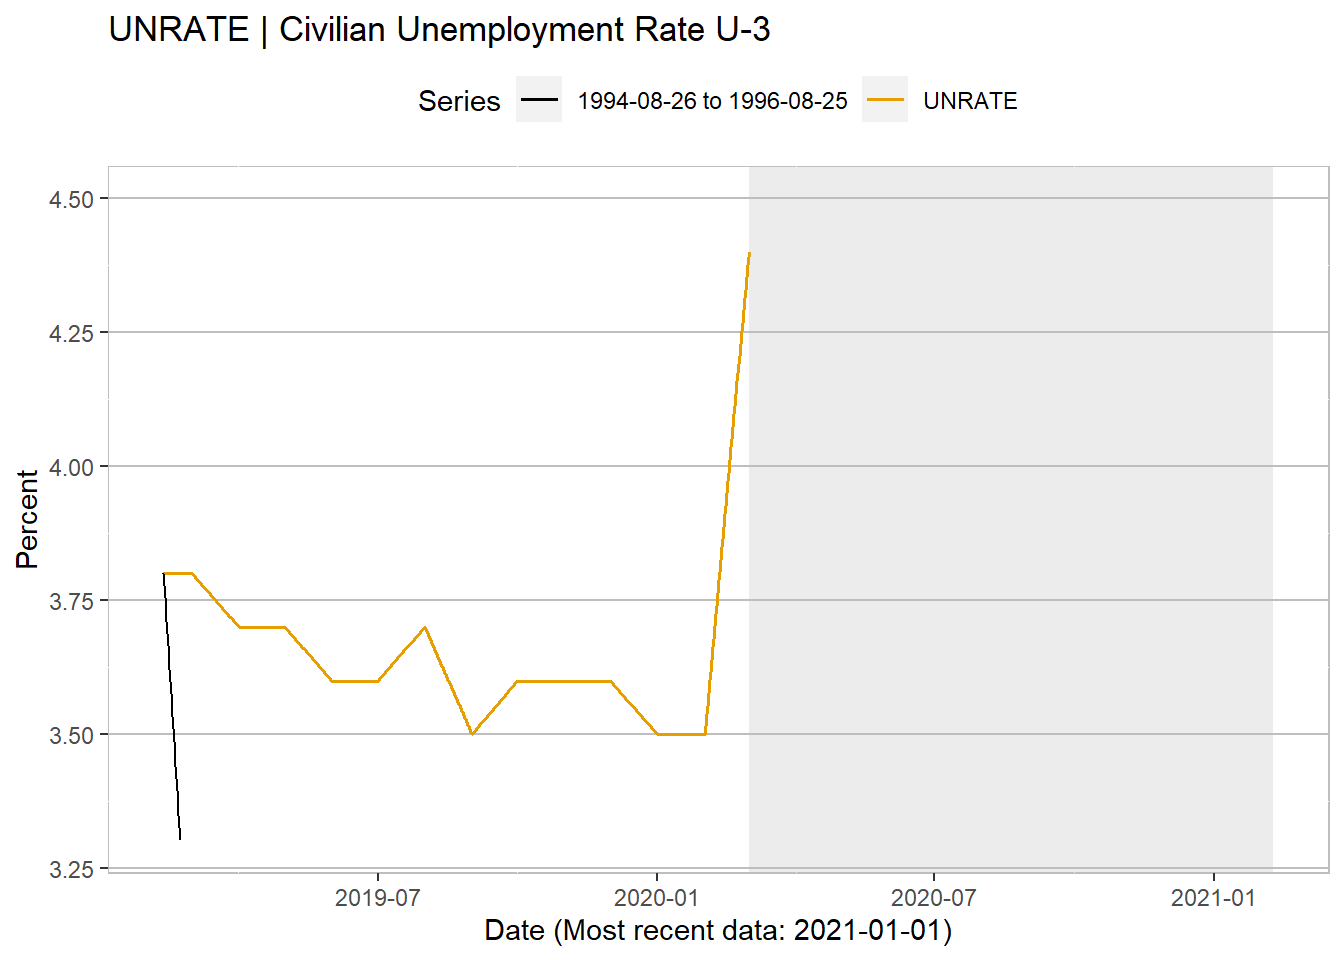 UNRATE | Civilian Unemployment Rate U-3
Series 1994-08-26 to 1996-08-25 UNRATE
4.50
4.25
4.00
3.75
3.50
3.25
Percent
2019-07 2020-01 2020-07 2021-01
Date (Most recent data: 2021-01-01)